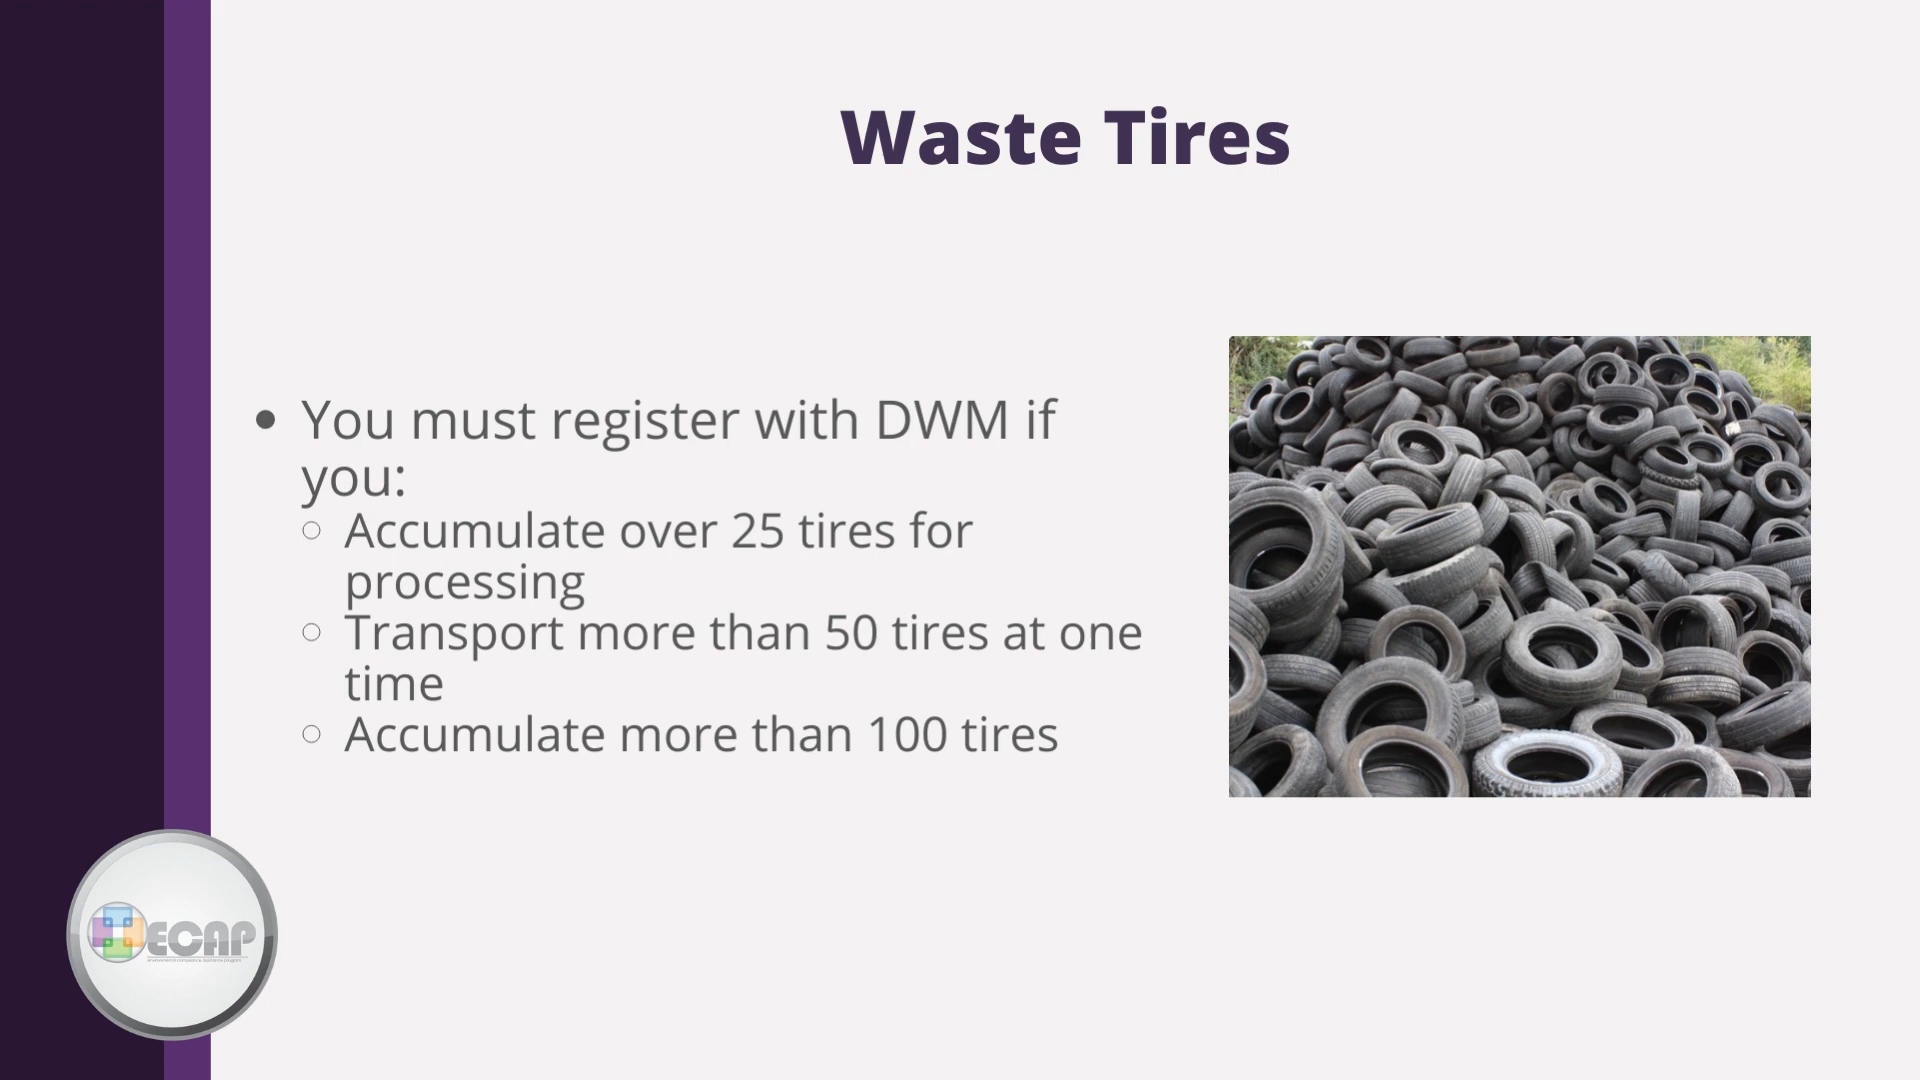 Waste Tires
• You must register with DWM if
you:
○ Accumulate over 25 tires for
processing
○ Transport more than 50 tires at one
time
○ Accumulate more than 100 tires
ECAP